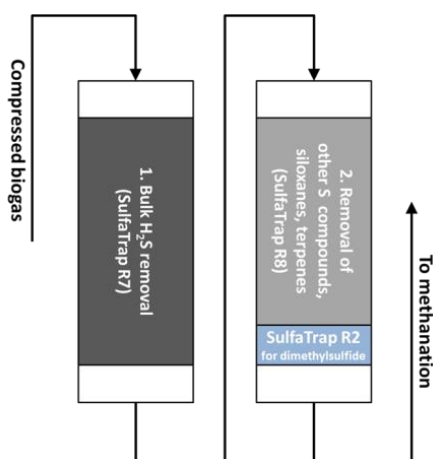 Compressed biogas
1. Bulk H₂S removal
(SulfaTrap R7)
2. Removal of
other S compounds,
siloxanes, terpenes
(SulfaTrap R8)
SulfaTrap R2
for dimethylsulfide
To methanation